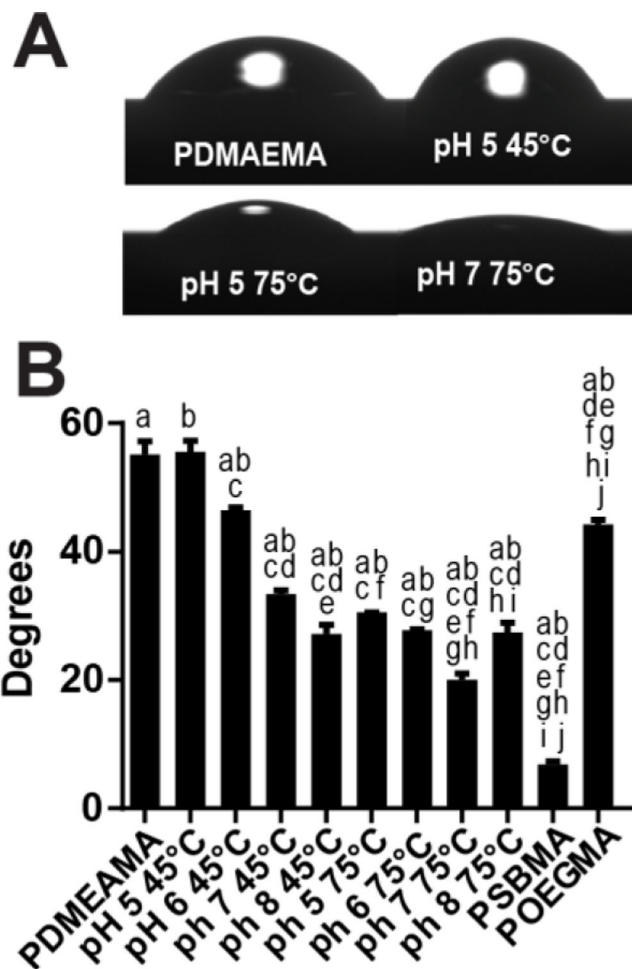 A
PDMAEMA
pH 5 45°C
pH 5 75°C
pH 7 75°C
B
Degrees
60
40
20
0
a
b
ab
c
ab
cd
ab
cd
e
ab
cf
ab
cg
ab
cd
ef
gh
ab
cd
hi
ab
cd
ef
gh
i j
ab
de
fg
hi
j
PDMEAMA
pH 5 45°C
pH 6 45°C
ph 7 45°C
ph 8 45°C
ph 5 75°C
ph 6 75°C
ph 7 75°C
ph 8 75°C
PSBMA
POEGMA